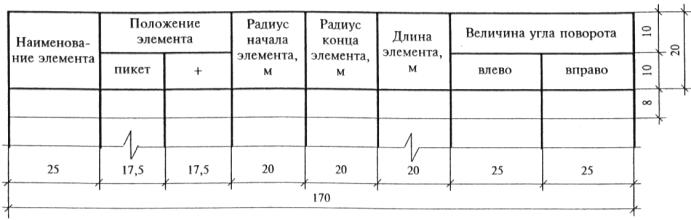 Наименова-
ние элемента
Положение
элемента
пикет
+
Радиус
начала
элемента,
м
Радиус
конца
элемента,
м
Длина
элемента,
м
Величина угла поворота
влево
вправо
10
10
20
8
25
17,5
17,5
20
20
20
25
25
170